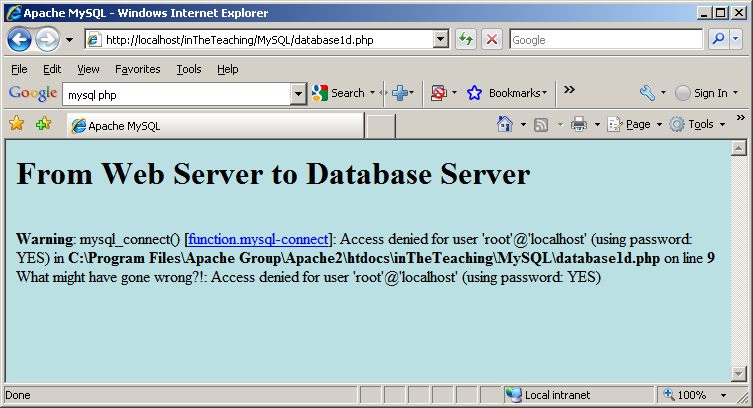 Apache MySQL - Windows Internet Explorer
http://localhost/inTheTeaching/MySQL/database1d.php
Google
File Edit View Favorites Tools Help
Google mysql php Search Bookmarks Sign In
Apache MySQL Page Tools
From Web Server to Database Server
Warning: mysql_connect() [function.mysql-connect]: Access denied for user 'root'@'localhost' (using password:
YES) in C:\Program Files\Apache Group\Apache2\htdocs\inTheTeaching\MySQL\database1d.php on line 9
What might have gone wrong?!: Access denied for user 'root'@'localhost' (using password: YES)
Done Local intranet 100%